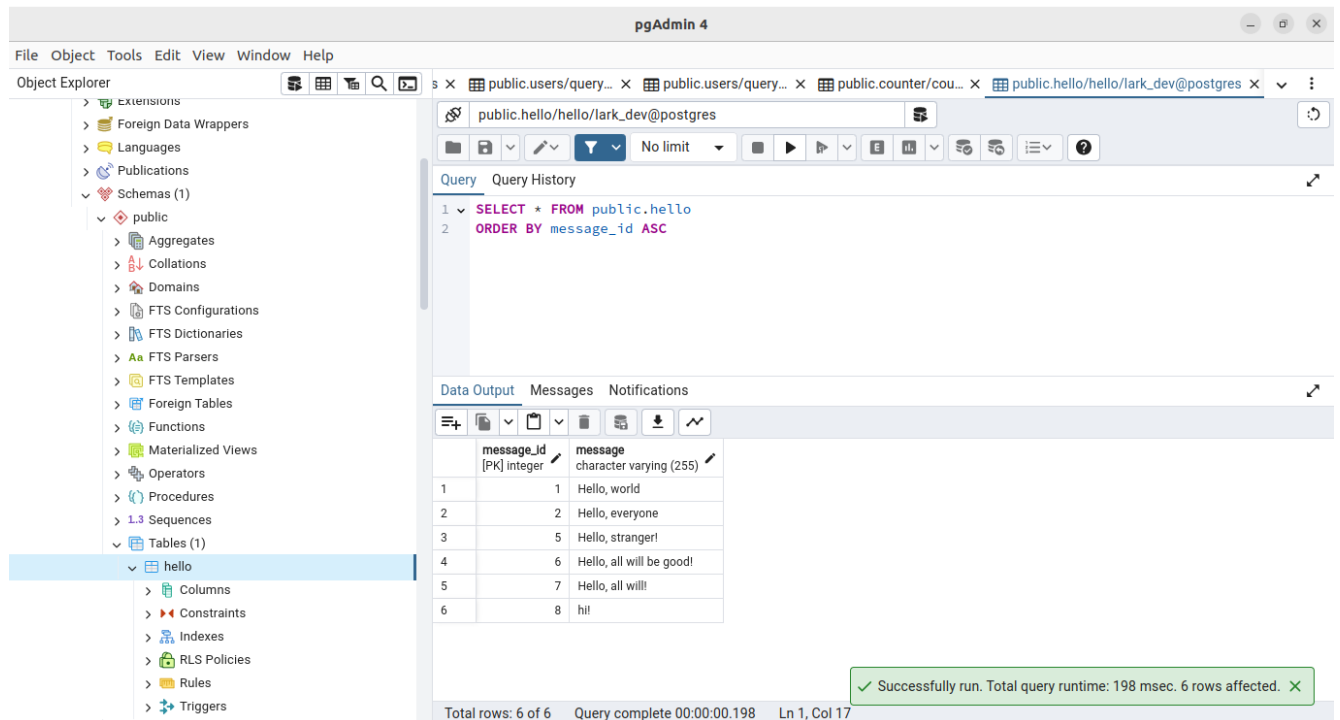 pgAdmin 4
File Object Tools Edit View Window Help
Object Explorer
s public.users/query... public.users/query... public.counter/cou... public.hello/hello/lark_dev@postgres
public.hello/hello/lark_dev@postgres
No limit
E
Query Query History
1 SELECT * FROM public.hello
2 ORDER BY message_id ASC
Extensions
Foreign Data Wrappers
Languages
Publications
Schemas (1)
public
Aggregates
Collations
Domains
FTS Configurations
FTS Dictionaries
Aa FTS Parsers
FTS Templates
Foreign Tables
Functions
Materialized Views
Operators
Procedures
1..3 Sequences
Tables (1)
hello
Columns
Constraints
Indexes
RLS Policies
Rules
Triggers
Data Output Messages Notifications
message_id message
[PK] integer character varying (255)
1 1 Hello, world
2 2 Hello, everyone
3 5 Hello, stranger!
4 6 Hello, all will be good!
5 7 Hello, all will!
6 8 hi!
Successfully run. Total query runtime: 198 msec. 6 rows affected.
Total rows: 6 of 6 Query complete 00:00:00.198 Ln 1, Col 17